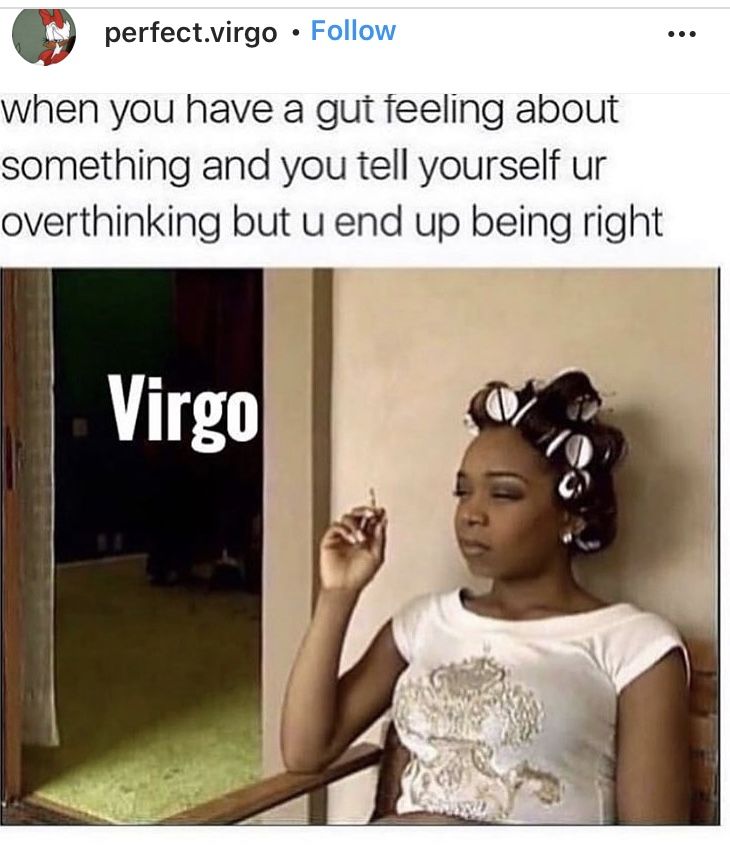 perfect.virgo • Follow
when you have a gut feeling about
something and you tell yourself ur
overthinking but u end up being right
Virgo